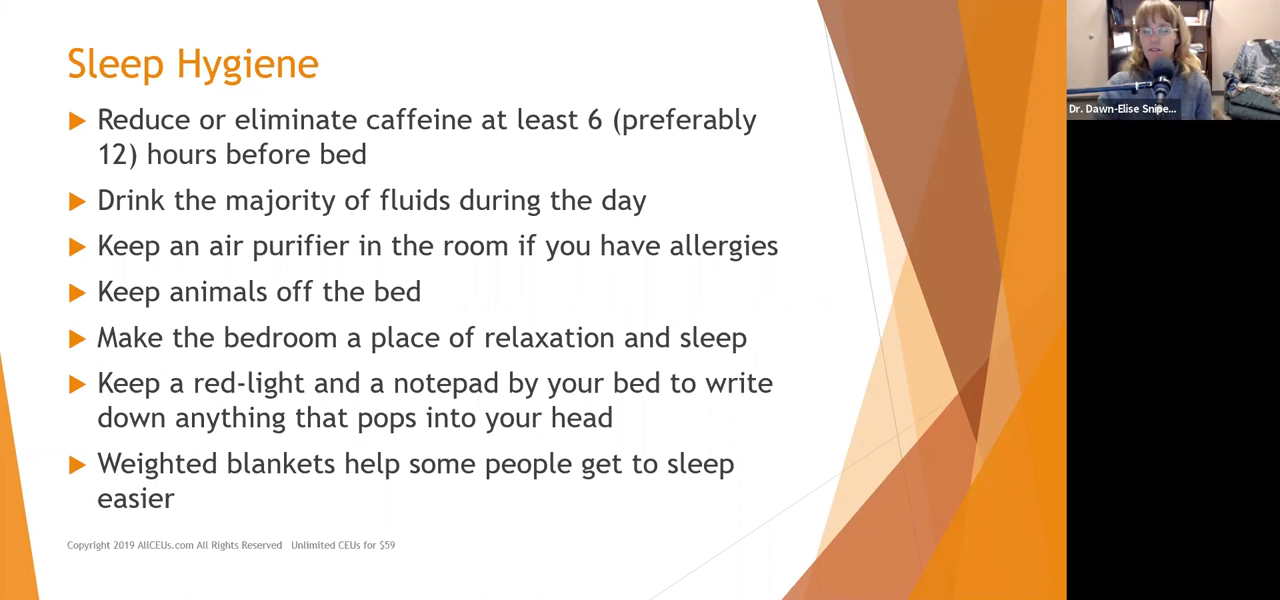 Sleep Hygiene
Reduce or eliminate caffeine at least 6 (preferably
12) hours before bed
Drink the majority of fluids during the day
Keep an air purifier in the room if you have allergies
Keep animals off the bed
Make the bedroom a place of relaxation and sleep
Keep a red-light and a notepad by your bed to write
down anything that pops into your head
Weighted blankets help some people get to sleep
easier
Copyright 2019 AllCEUs.com All Rights Reserved Unlimited CEUs for $59
Dr. Dawn-Elise Snipe...